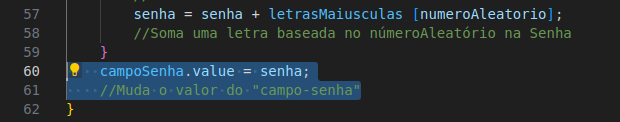 57 senha = senha + letrasMaiusculas [numeroAleatorio];
58 //Soma uma letra baseada no númeroAleatório na Senha
59 }
60 campoSenha.value = senha;
61 //Muda o valor do "campo-senha"
62 }